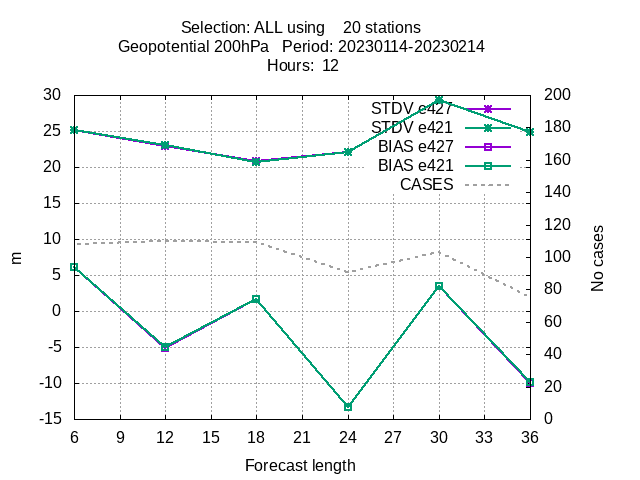 Selection: ALL using    20 stations
Geopotential 200hPa   Period: 20230114-20230214
Hours:  12
30 200
25 180
20 160
15 140
10 120
5 100
0 80
-5 60
-10 40
-15 20
0
STDV e427
STDV e421
BIAS e427
BIAS e421
CASES
m
No cases
6 9 12 15 18 21 24 27 30 33 36
Forecast length